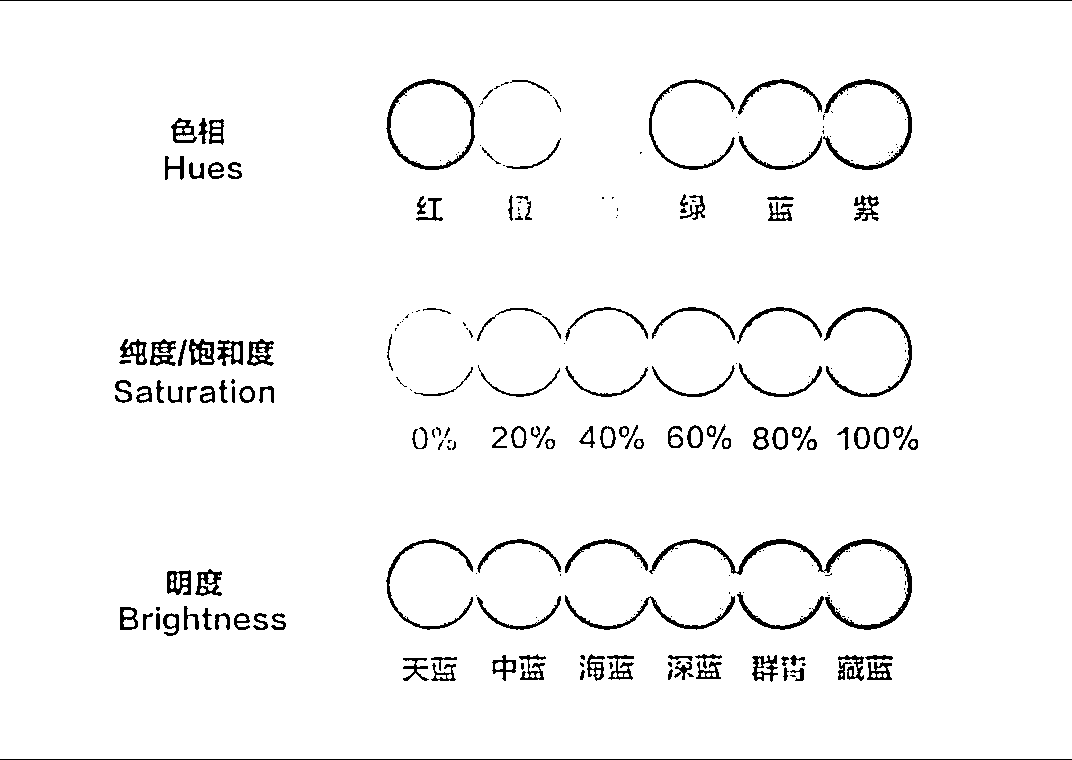 色相
Hues
红 橙 绿 蓝 紫
纯度/饱和度
Saturation
0% 20% 40% 60% 80% 100%
明度
Brightness
天蓝 中蓝 海蓝 深蓝 群青 藏蓝